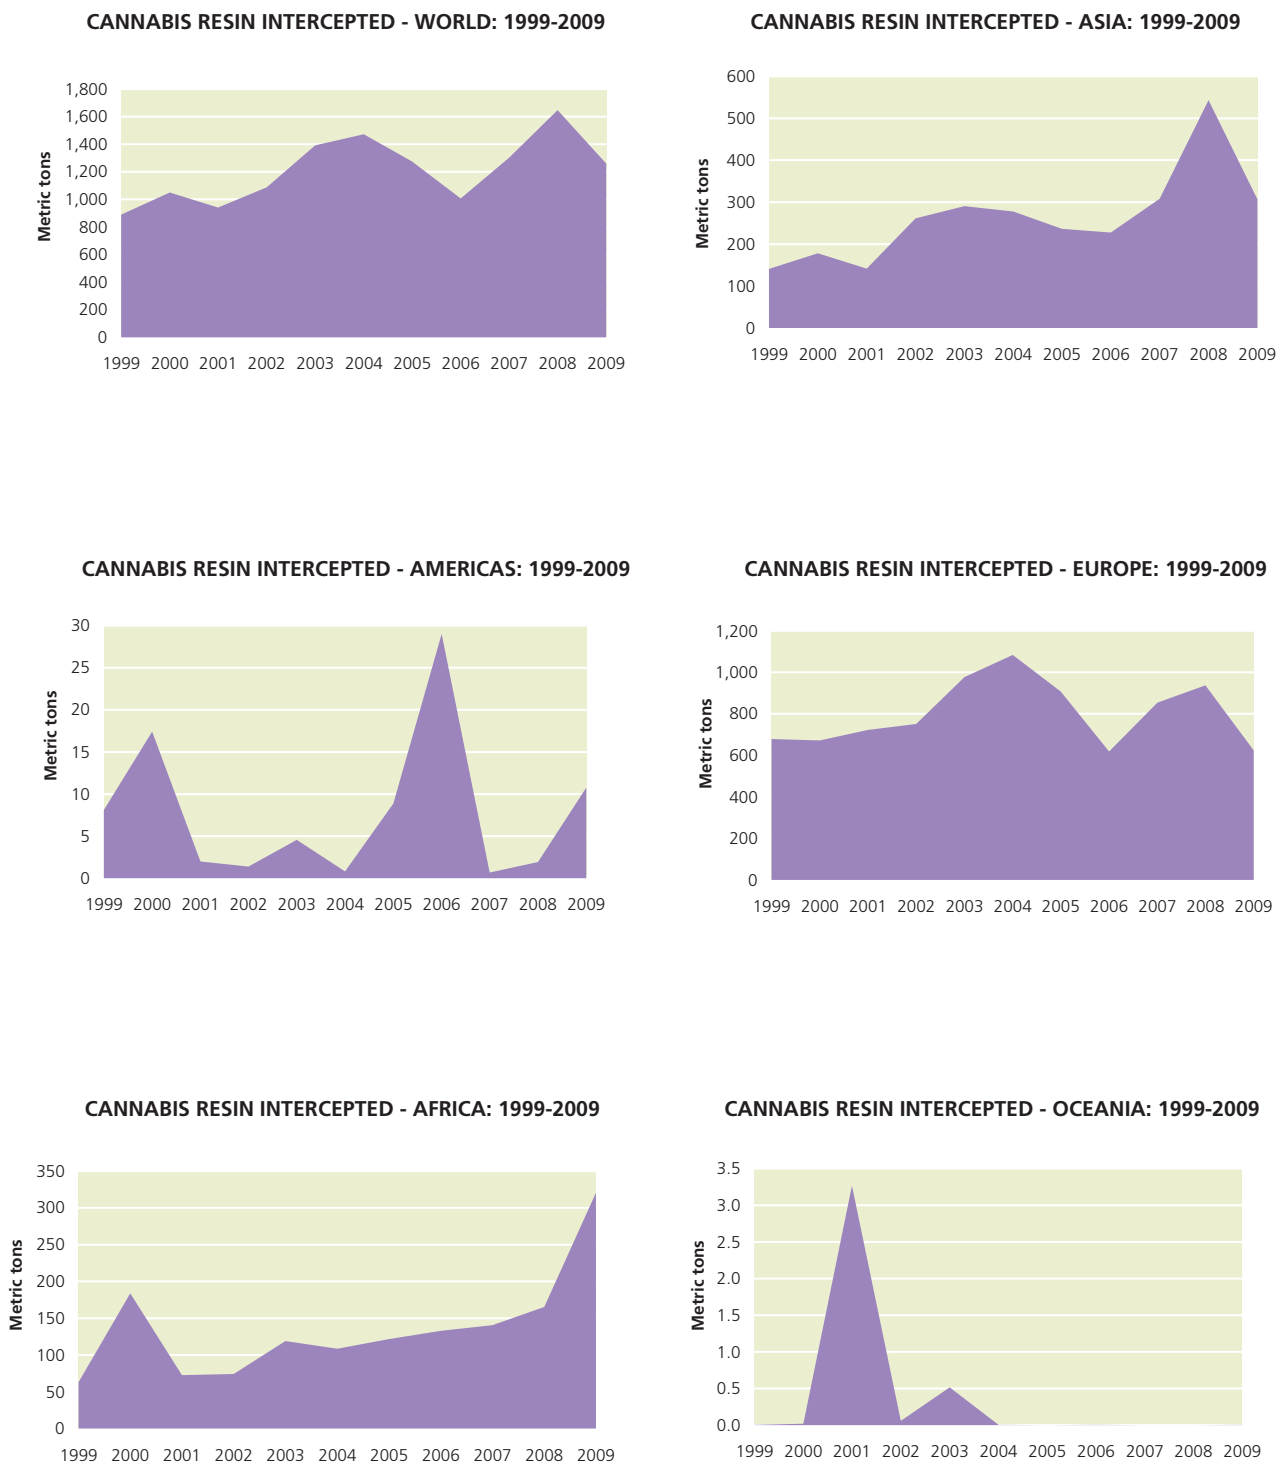 CANNABIS RESIN INTERCEPTED - WORLD: 1999-2009
Metric tons
1,800
1,600
1,400
1,200
1,000
800
600
400
200
0
1999 2000 2001 2002 2003 2004 2005 2006 2007 2008 2009
CANNABIS RESIN INTERCEPTED - ASIA: 1999-2009
Metric tons
600
500
400
300
200
100
0
1999 2000 2001 2002 2003 2004 2005 2006 2007 2008 2009
CANNABIS RESIN INTERCEPTED - AMERICAS: 1999-2009
Metric tons
30
25
20
15
10
5
0
1999 2000 2001 2002 2003 2004 2005 2006 2007 2008 2009
CANNABIS RESIN INTERCEPTED - EUROPE: 1999-2009
Metric tons
1,200
1,000
800
600
400
200
0
1999 2000 2001 2002 2003 2004 2005 2006 2007 2008 2009
CANNABIS RESIN INTERCEPTED - AFRICA: 1999-2009
Metric tons
350
300
250
200
150
100
50
0
1999 2000 2001 2002 2003 2004 2005 2006 2007 2008 2009
CANNABIS RESIN INTERCEPTED - OCEANIA: 1999-2009
Metric tons
3.5
3.0
2.5
2.0
1.5
1.0
0.5
0.0
1999 2000 2001 2002 2003 2004 2005 2006 2007 2008 2009